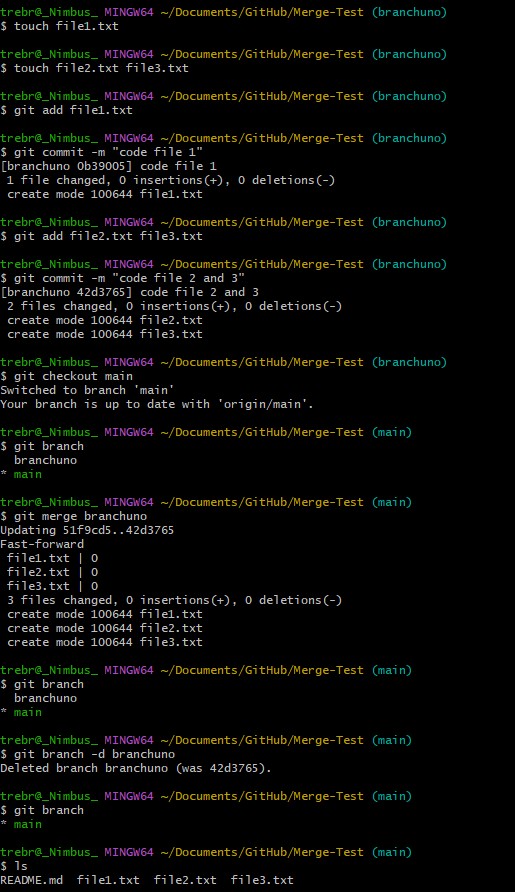 trebr@_Nimbus_ MINGW64 ~/Documents/GitHub/Merge-Test (branchuno)
$ touch file1.txt
trebr@_Nimbus_ MINGW64 ~/Documents/GitHub/Merge-Test (branchuno)
$ touch file2.txt file3.txt
trebr@_Nimbus_ MINGW64 ~/Documents/GitHub/Merge-Test (branchuno)
$ git add file1.txt
trebr@_Nimbus_ MINGW64 ~/Documents/GitHub/Merge-Test (branchuno)
$ git commit -m "code file 1"
[branchuno 0b39005] code file 1
 1 file changed, 0 insertions(+), 0 deletions(-)
 create mode 100644 file1.txt
trebr@_Nimbus_ MINGW64 ~/Documents/GitHub/Merge-Test (branchuno)
$ git add file2.txt file3.txt
trebr@_Nimbus_ MINGW64 ~/Documents/GitHub/Merge-Test (branchuno)
$ git commit -m "code file 2 and 3"
[branchuno 42d3765] code file 2 and 3
 2 files changed, 0 insertions(+), 0 deletions(-)
 create mode 100644 file2.txt
 create mode 100644 file3.txt
trebr@_Nimbus_ MINGW64 ~/Documents/GitHub/Merge-Test (branchuno)
$ git checkout main
Switched to branch 'main'
Your branch is up to date with 'origin/main'.
trebr@_Nimbus_ MINGW64 ~/Documents/GitHub/Merge-Test (main)
$ git branch
  branchuno
* main
trebr@_Nimbus_ MINGW64 ~/Documents/GitHub/Merge-Test (main)
$ git merge branchuno
Updating 51f9cd5..42d3765
Fast-forward
 file1.txt | 0
 file2.txt | 0
 file3.txt | 0
 3 files changed, 0 insertions(+), 0 deletions(-)
 create mode 100644 file1.txt
 create mode 100644 file2.txt
 create mode 100644 file3.txt
trebr@_Nimbus_ MINGW64 ~/Documents/GitHub/Merge-Test (main)
$ git branch
  branchuno
* main
trebr@_Nimbus_ MINGW64 ~/Documents/GitHub/Merge-Test (main)
$ git branch -d branchuno
Deleted branch branchuno (was 42d3765).
trebr@_Nimbus_ MINGW64 ~/Documents/GitHub/Merge-Test (main)
$ git branch
* main
trebr@_Nimbus_ MINGW64 ~/Documents/GitHub/Merge-Test (main)
$ ls
README.md  file1.txt  file2.txt  file3.txt